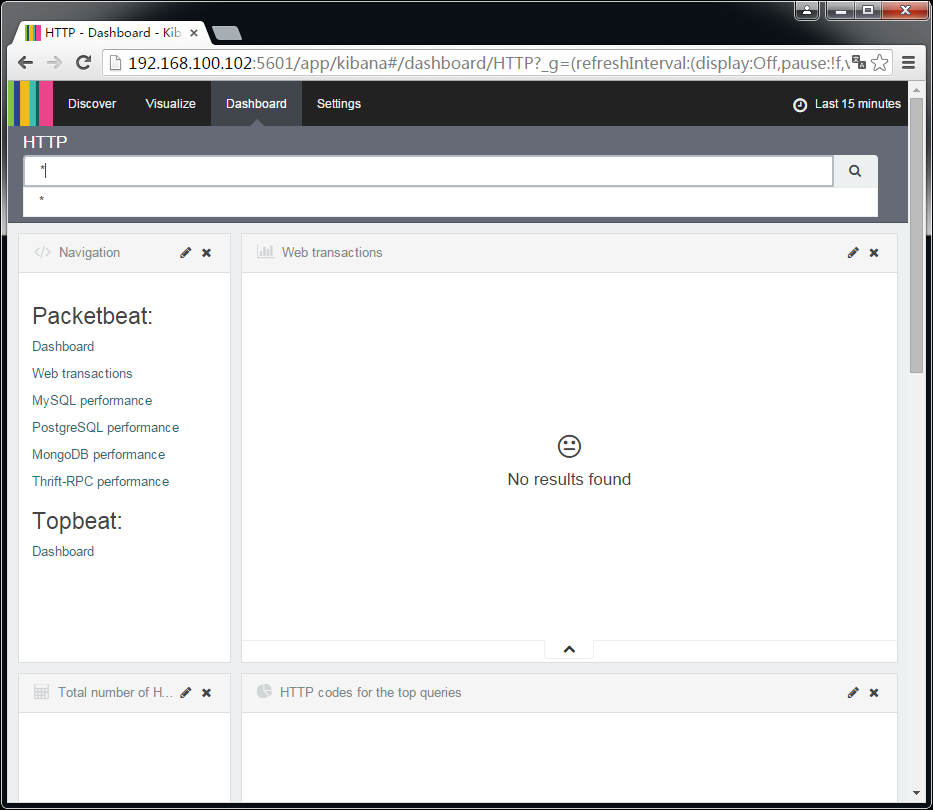 HTTP - Dashboard - Kib
192.168.100.102:5601/app/kibana#/dashboard/HTTP?_g=(refreshInterval:(display:Off,pause:!f,v
Discover Visualize Dashboard Settings Last 15 minutes
HTTP
*
*
Navigation
Web transactions
Packetbeat:
Dashboard
Web transactions
MySQL performance
PostgreSQL performance
MongoDB performance
Thrift-RPC performance
Topbeat:
Dashboard
No results found
Total number of H...
HTTP codes for the top queries